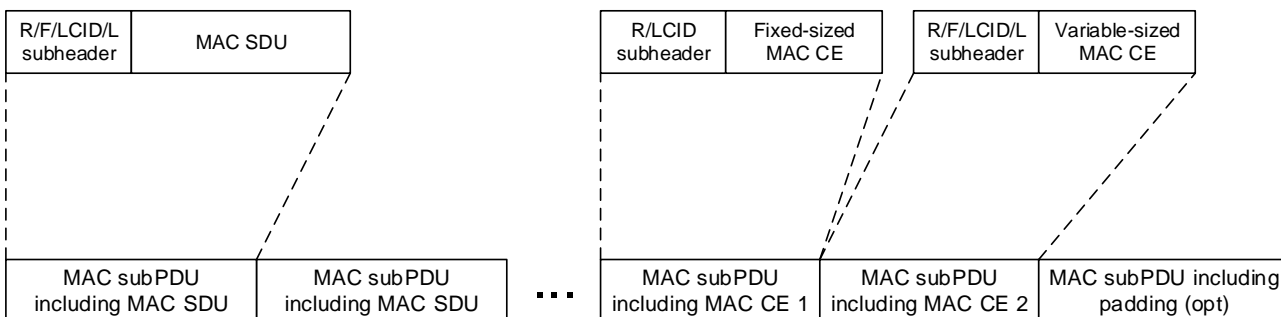 R/F/LCID/L
subheader
MAC SDU
R/LCID
subheader
Fixed-sized
MAC CE
R/F/LCID/L
subheader
Variable-sized
MAC CE
MAC subPDU
including MAC SDU
MAC subPDU
including MAC SDU
...
MAC subPDU
including MAC CE 1
MAC subPDU
including MAC CE 2
MAC subPDU including
padding (opt)